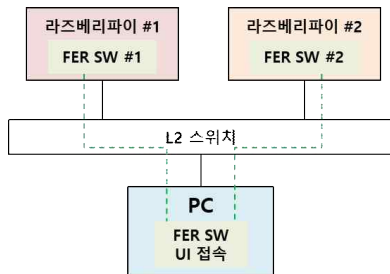 라즈베리파이 #1
FER SW #1
라즈베리파이 #2
FER SW #2
L2 스위치
PC
FER SW
UI 접속